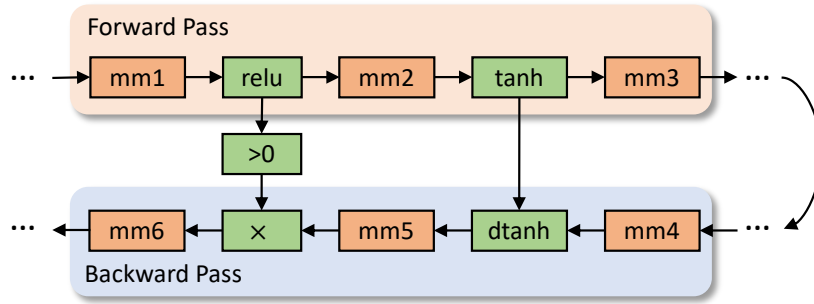 Forward Pass
... mm1 relu mm2 tanh mm3 ...
>0
... mm6 × mm5 dtanh mm4 ...
Backward Pass